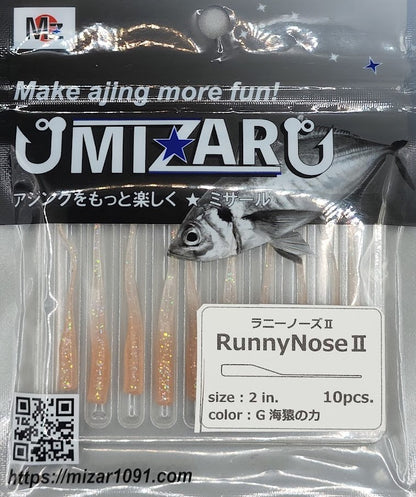 Mz
Make ajing more fun!
MIZAR
アジングをもっと楽しく ★ ミザール
ラニーノーズⅡ
RunnyNoseⅡ
size : 2 in. 10pcs.
color : G 海猿の力
https://mizar1091.com/